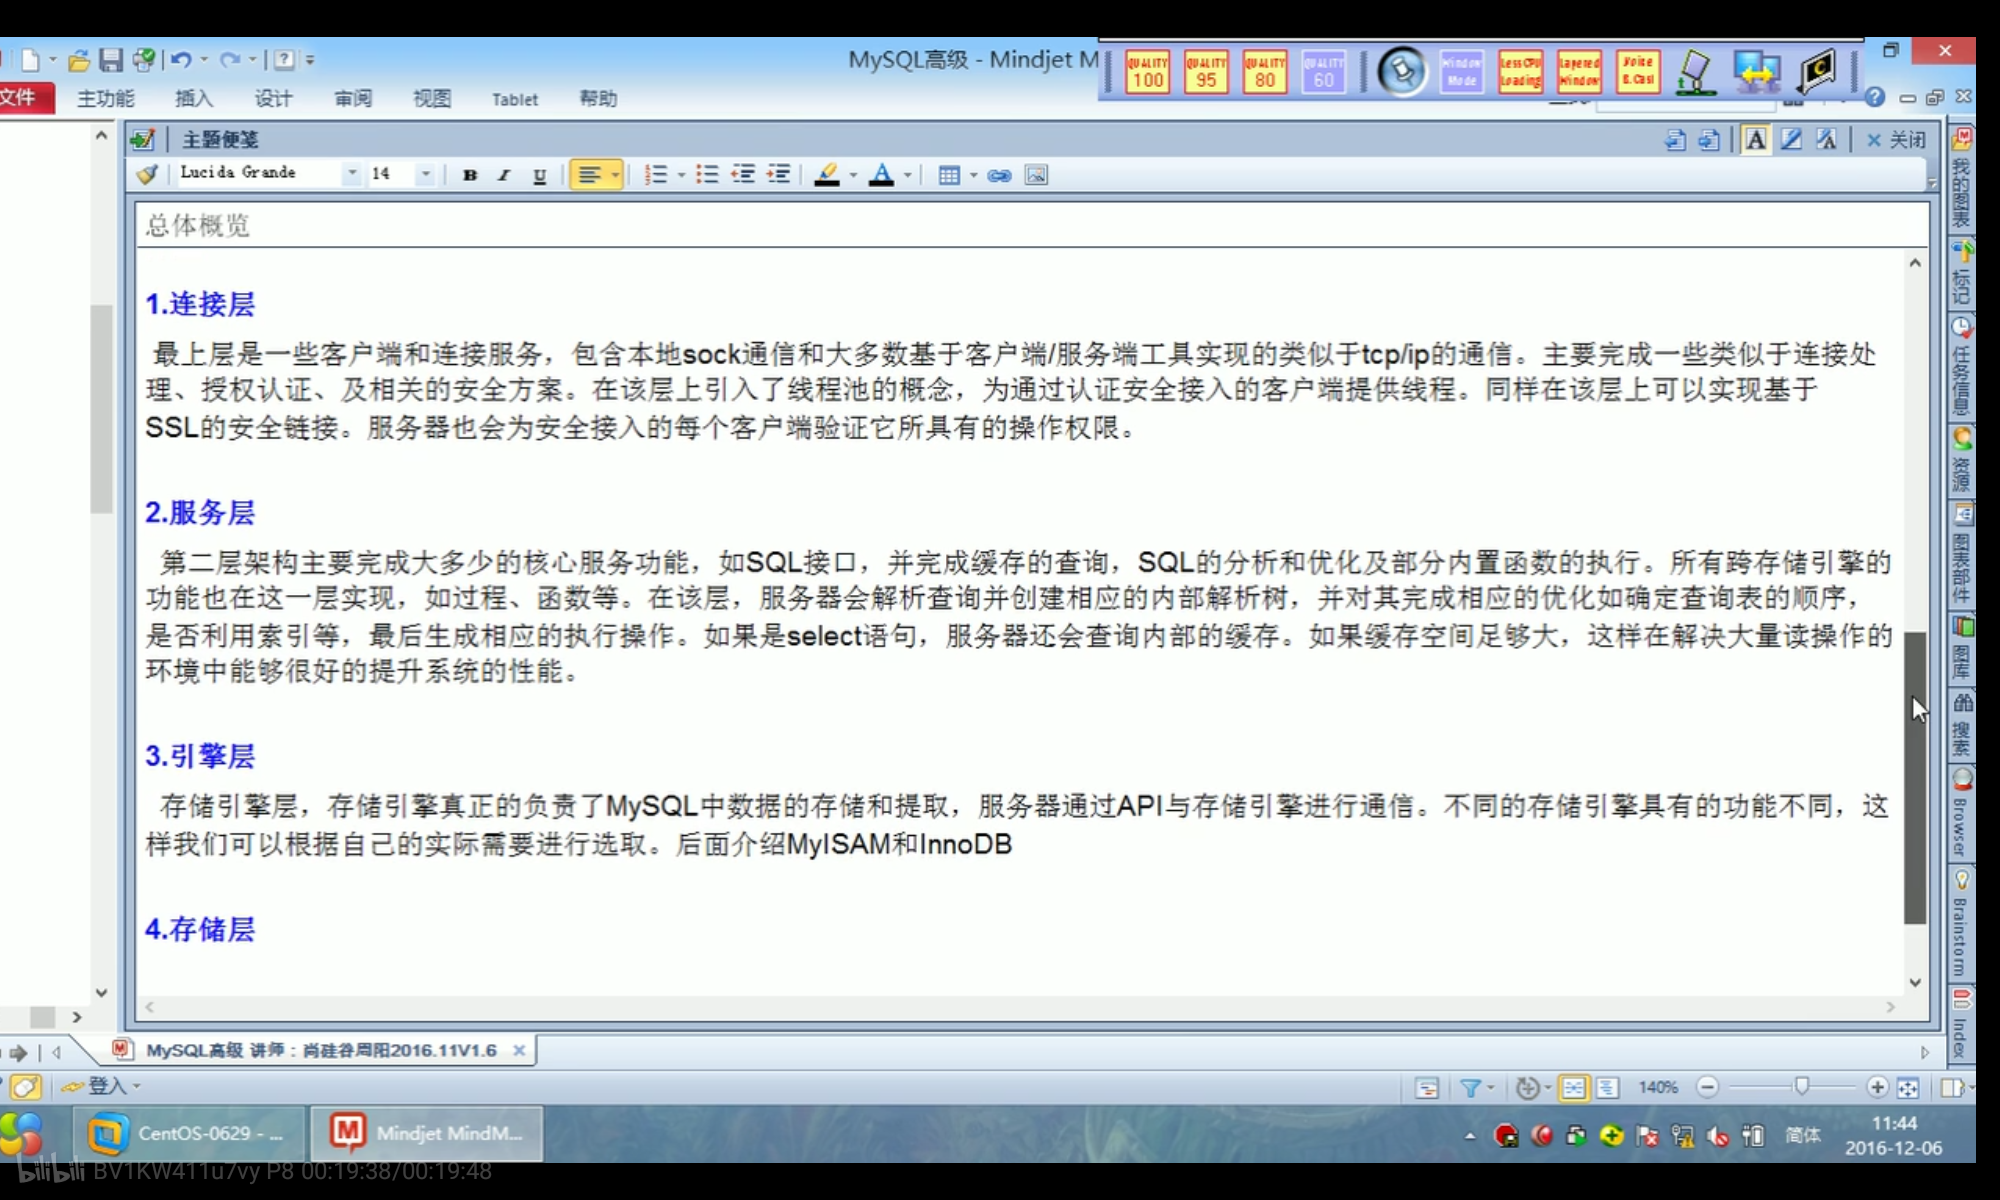 MySQL高级 - Mindjet M
QUALITY 100
QUALITY 95
QUALITY 80
QUALITY 60
Window Mode
LessCPU Loading
Layered Window
Voice B.Cast
文件 主功能 插入 设计 审阅 视图 Tablet 帮助
主题便笺
关闭
Lucida Grande 14 B I U
总体概览
1.连接层
最上层是一些客户端和连接服务，包含本地sock通信和大多数基于客户端/服务端工具实现的类似于tcp/ip的通信。主要完成一些类似于连接处
理、授权认证、及相关的安全方案。在该层上引入了线程池的概念，为通过认证安全接入的客户端提供线程。同样在该层上可以实现基于
SSL的安全链接。服务器也会为安全接入的每个客户端验证它所具有的操作权限。
2.服务层
第二层架构主要完成大多少的核心服务功能，如SQL接口，并完成缓存的查询，SQL的分析和优化及部分内置函数的执行。所有跨存储引擎的
功能也在这一层实现，如过程、函数等。在该层，服务器会解析查询并创建相应的内部解析树，并对其完成相应的优化如确定查询表的顺序，
是否利用索引等，最后生成相应的执行操作。如果是select语句，服务器还会查询内部的缓存。如果缓存空间足够大，这样在解决大量读操作的
环境中能够很好的提升系统的性能。
3.引擎层
存储引擎层，存储引擎真正的负责了MySQL中数据的存储和提取，服务器通过API与存储引擎进行通信。不同的存储引擎具有的功能不同，这
样我们可以根据自己的实际需要进行选取。后面介绍MyISAM和InnoDB
4.存储层
我的图表
标记
任务信息
资源
图表部件
图库
搜索
Browser
Brainstorm
Index
MySQL高级 讲师：尚硅谷周阳2016.11V1.6
登入
140%
CentOS-0629 - ...
Mindjet MindM...
简体
11:44
2016-12-06
bilibili BV1KW411u7vy P8 00:19:38/00:19:48